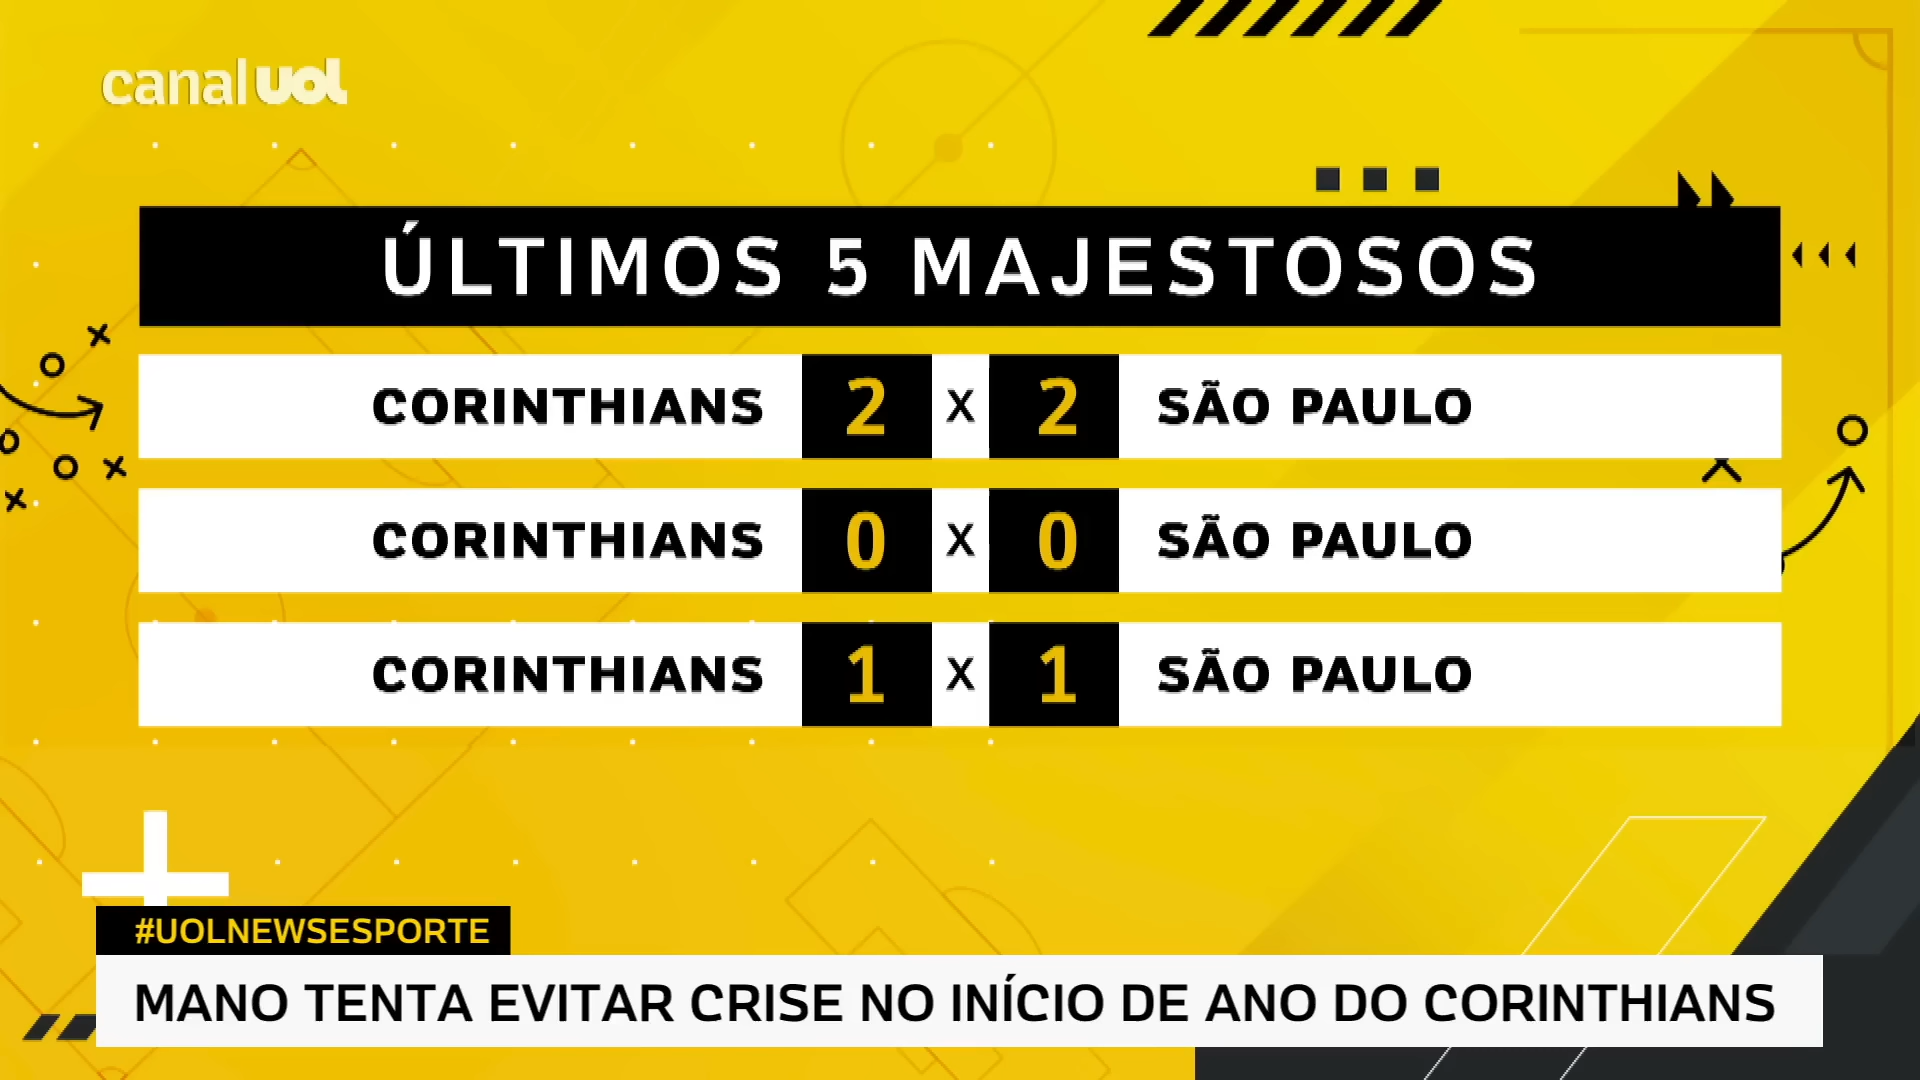 canal uol
ÚLTIMOS 5 MAJESTOSOS
CORINTHIANS 2 X 2 SÃO PAULO
CORINTHIANS 0 X 0 SÃO PAULO
CORINTHIANS 1 X 1 SÃO PAULO
#UOLNEWSESPORTE
MANO TENTA EVITAR CRISE NO INÍCIO DE ANO DO CORINTHIANS